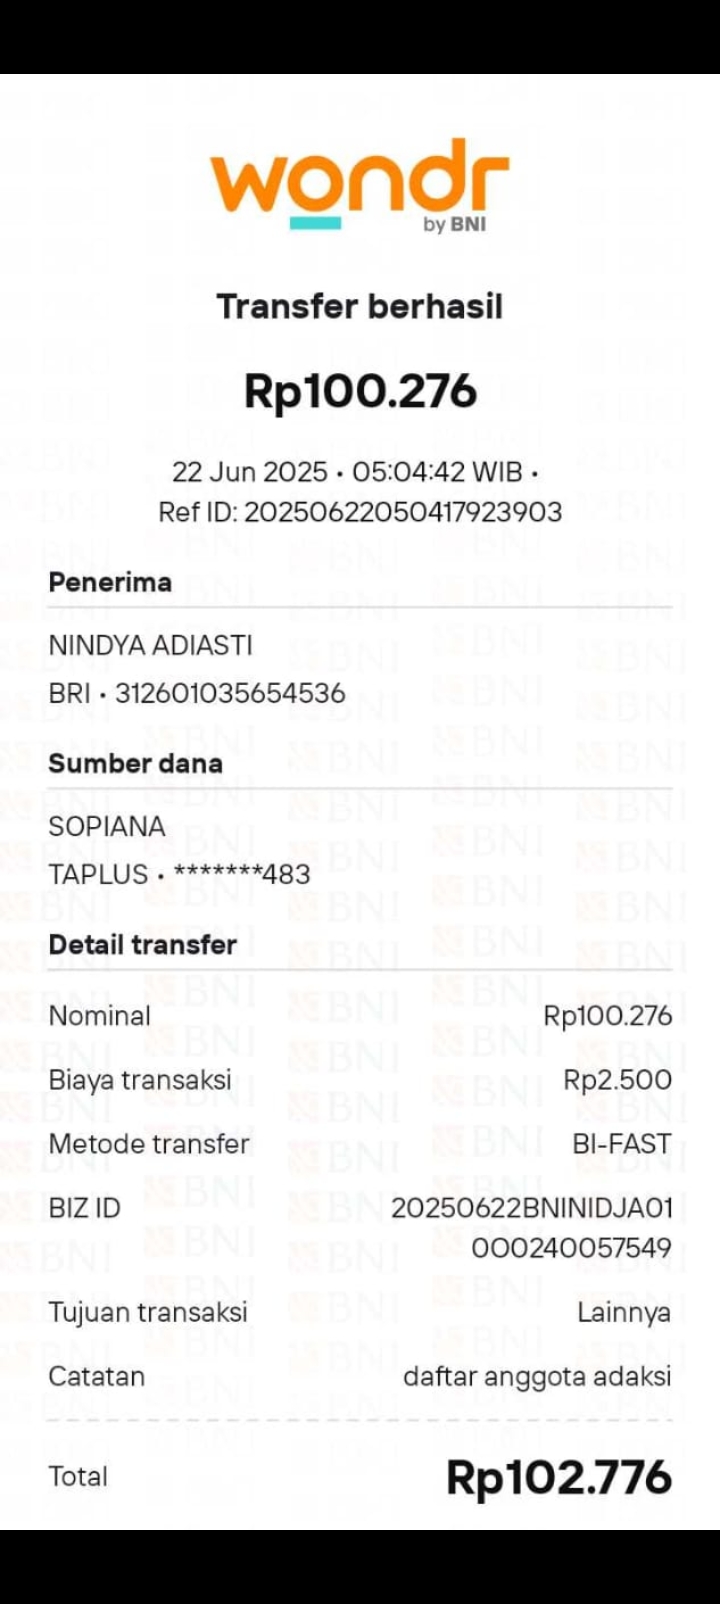 wondr
by BNI
Transfer berhasil
Rp100.276
22 Jun 2025 • 05:04:42 WIB •
Ref ID: 20250622050417923903
Penerima
NINDYA ADIASTI
BRI • 312601035654536
Sumber dana
SOPIANA
TAPLUS • *******483
Detail transfer
Nominal Rp100.276
Biaya transaksi Rp2.500
Metode transfer BI-FAST
BIZ ID 20250622BNINIDJA01
000240057549
Tujuan transaksi Lainnya
Catatan daftar anggota adaksi
Total Rp102.776